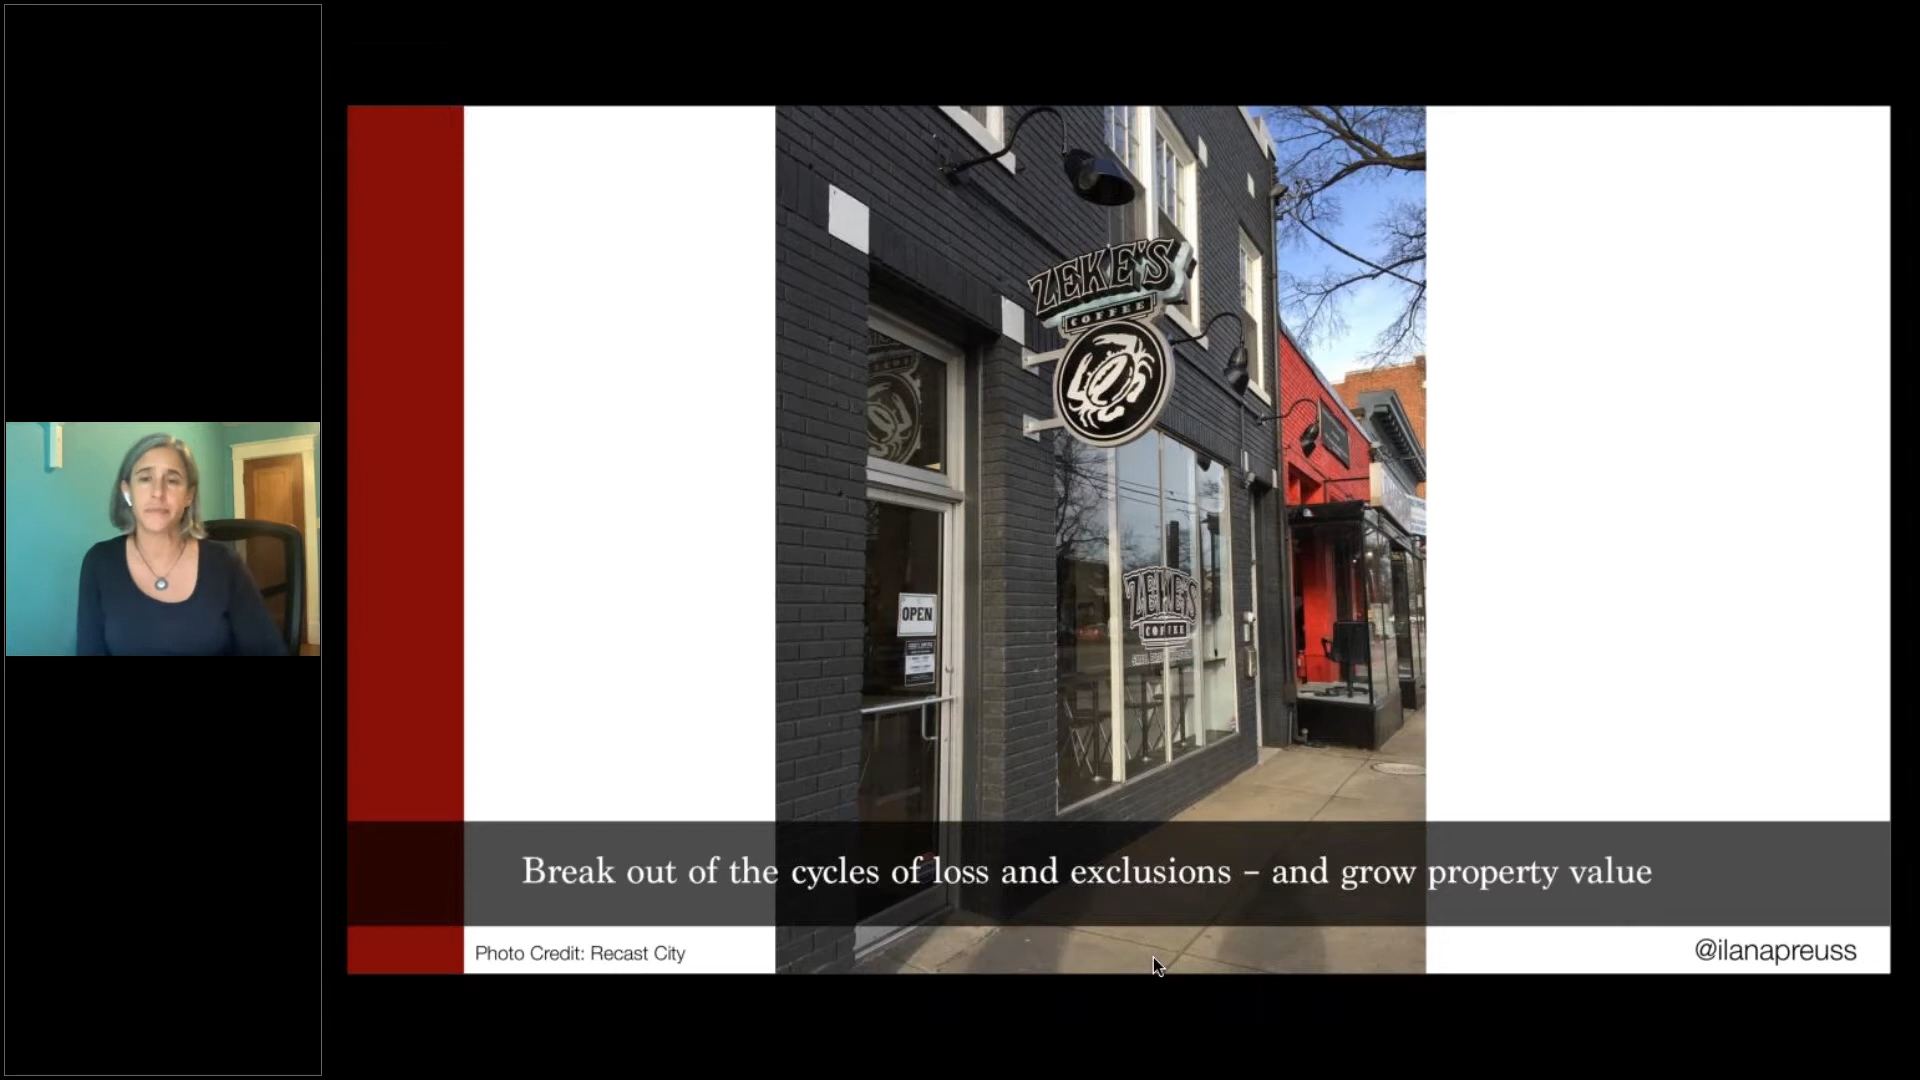 ZEKE'S
COFFEE
OPEN
ZEKE'S
COFFEE
Break out of the cycles of loss and exclusions – and grow property value
Photo Credit: Recast City
@ilanapreuss